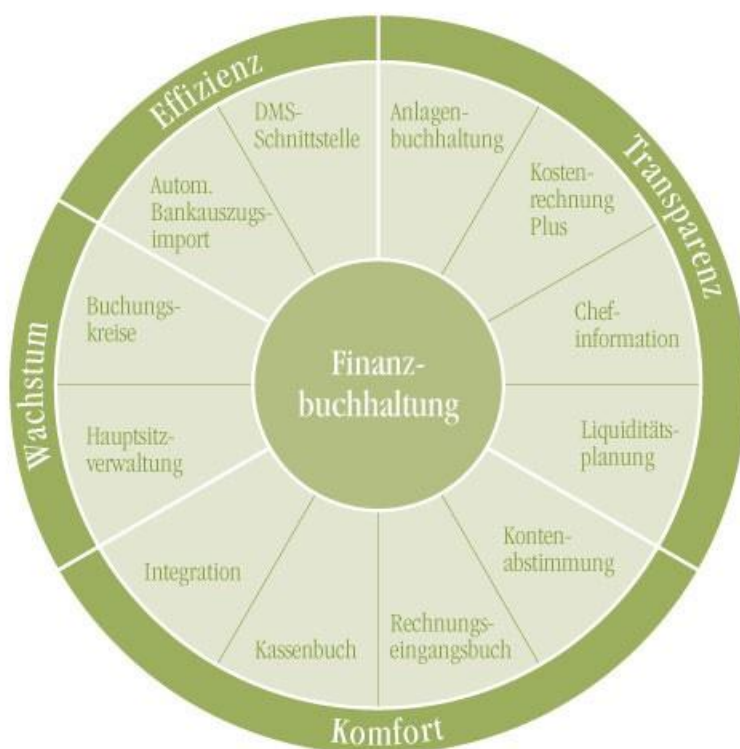 Effizienz
DMS-
Schnittstelle
Anlagen-
buchhaltung
Transparenz
Kosten-
rechnung
Plus
Autom.
Bankauszugs-
import
Buchungs-
kreise
Chef-
information
Finanz-
buchhaltung
Wachstum
Hauptsitz-
verwaltung
Liquiditäts-
planung
Konten-
abstimmung
Integration
Kassenbuch
Rechnungs-
eingangsbuch
Komfort